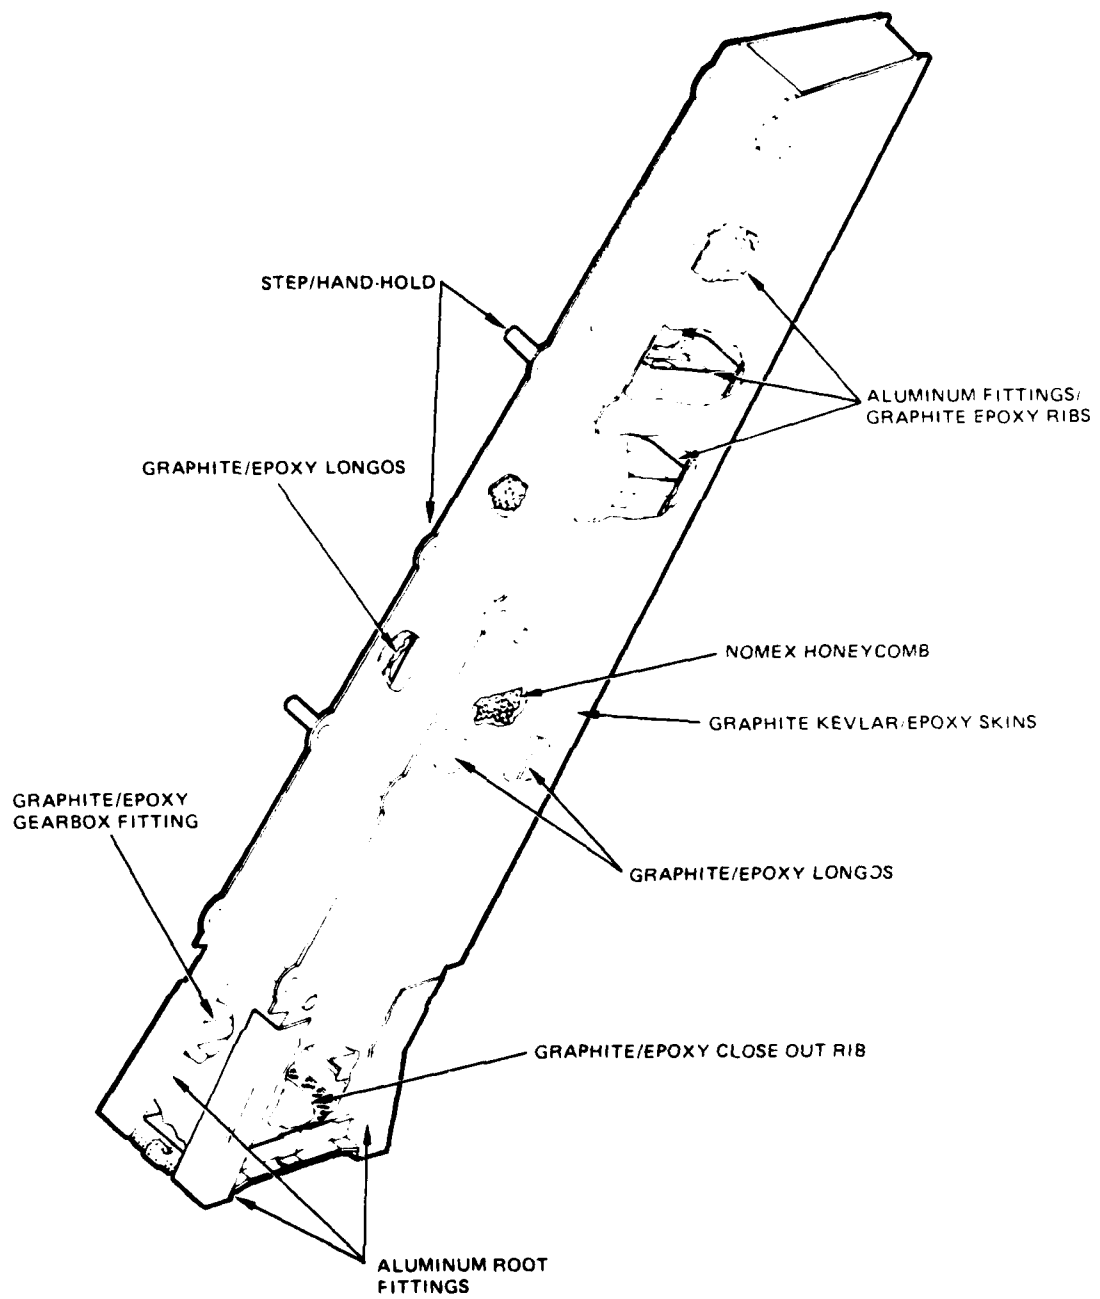 STEP/HAND-HOLD
ALUMINUM FITTINGS/
GRAPHITE EPOXY RIBS
GRAPHITE/EPOXY LONGOS
NOMEX HONEYCOMB
GRAPHITE KEVLAR/EPOXY SKINS
GRAPHITE/EPOXY
GEARBOX FITTING
GRAPHITE/EPOXY LONGOS
GRAPHITE/EPOXY CLOSE OUT RIB
ALUMINUM ROOT
FITTINGS